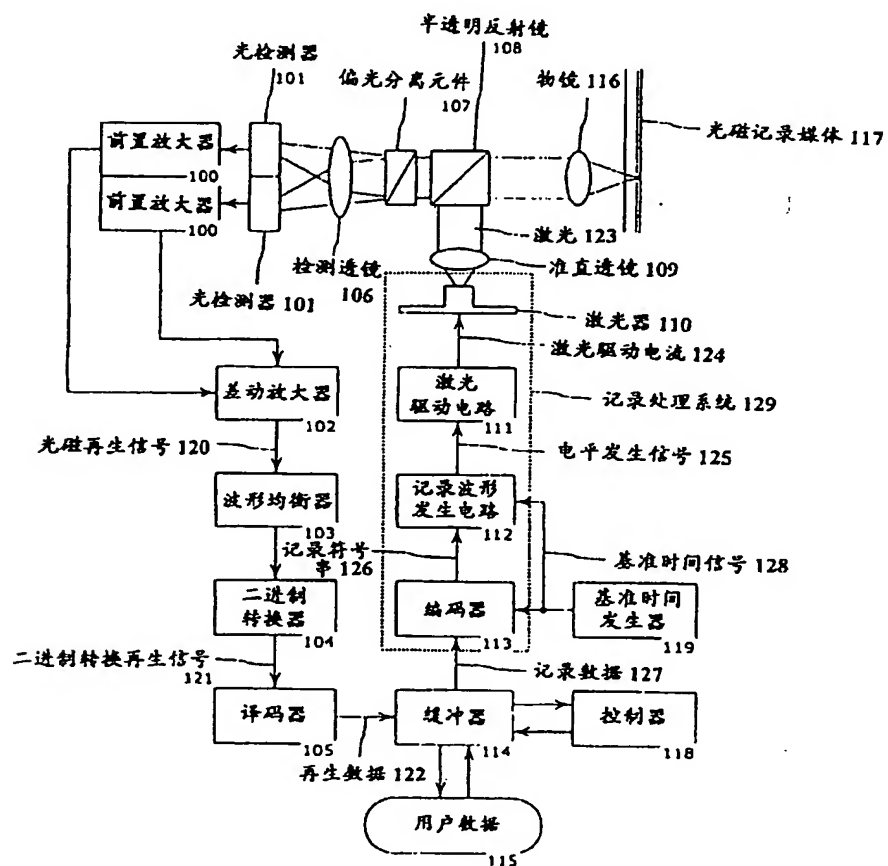 半透明反射镜
108
光检测器
101
偏光分离元件
107
物镜 116
光磁记录媒体 117
前置放大器
100
前置放大器
100
激光 123
准直透镜 109
检测透镜
106
光检测器 101
激光器 110
激光驱动电流
124
差动放大器
102
激光
驱动电路
111
记录处理系统 129
光磁再生信号 120
电平发生信号 125
波形均衡器
103
记录波形
发生电路
112
记录符号
串 126
基准时间信号 128
二进制
转换器
104
编码器
113
基准时间
发生器
119
二进制转换再生信号
121
记录数据 127
译码器
105
缓冲器
114
控制器
118
再生数据 122
用户数据
115